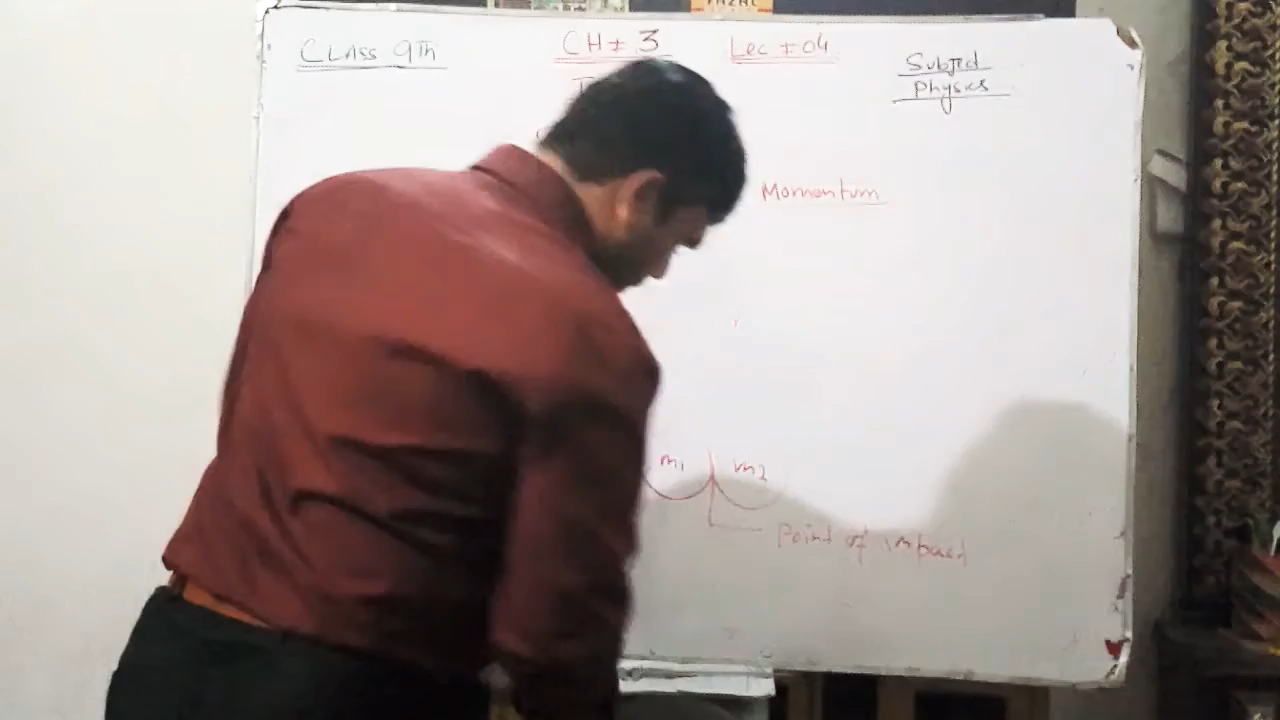 CLASS 9Th
CH # 3
Lec # 04
Subject
Physics
Momentum
m1
m2
Point of impact